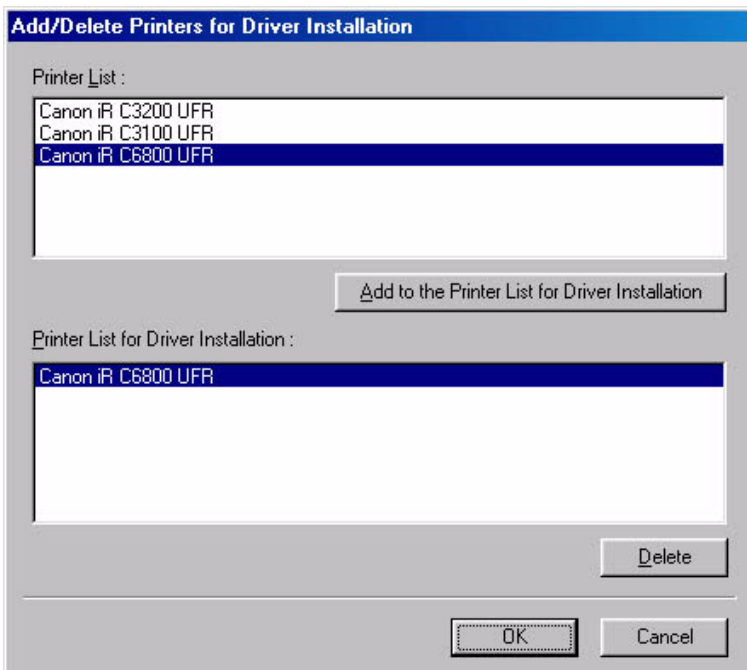 Add/Delete Printers for Driver Installation
Printer List :
Canon iR C3200 UFR
Canon iR C3100 UFR
Canon iR C6800 UFR
Add to the Printer List for Driver Installation
Printer List for Driver Installation :
Canon iR C6800 UFR
Delete
OK
Cancel